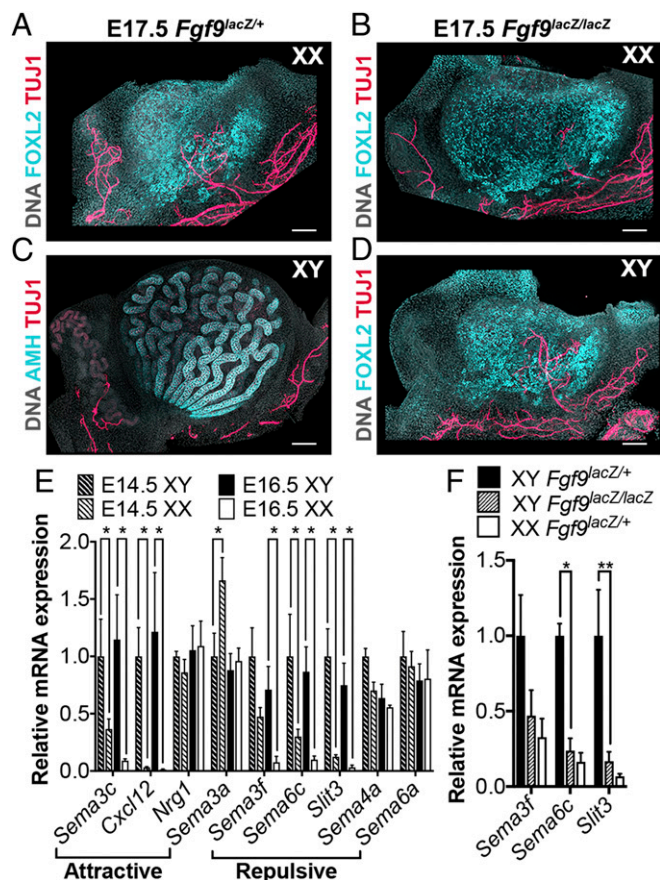 A
E17.5 Fgf9lacZ/+
XX
DNA FOXL2 TUJ1
B
E17.5 Fgf9lacZ/lacZ
XX
DNA FOXL2 TUJ1
C
XY
DNA AMH TUJ1
D
XY
DNA FOXL2 TUJ1
E
E14.5 XY
E16.5 XY
E14.5 XX
E16.5 XX
* * * * * * * * * *
Relative mRNA expression
2.0
1.5
1.0
0.5
0.0
Sema3c
Cxcl12
Nrg1
Sema3a
Sema3f
Sema6c
Slit3
Sema4a
Sema6a
Attractive
Repulsive
F
XY Fgf9lacZ/+
XY Fgf9lacZ/lacZ
XX Fgf9lacZ/+
* **
Relative mRNA expression
1.5
1.0
0.5
0.0
Sema3f
Sema6c
Slit3